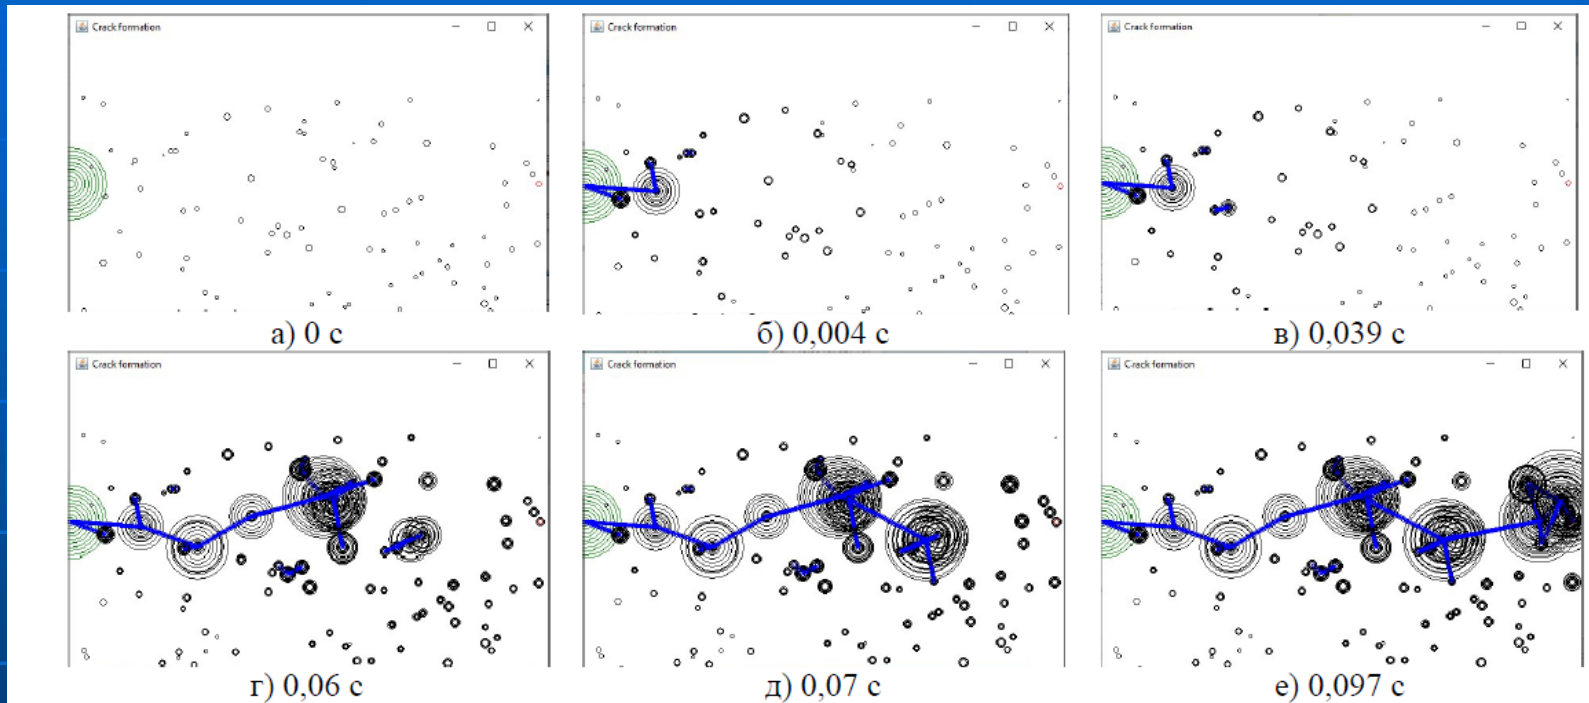 Crack formation
Crack formation
Crack formation
а) 0 с
б) 0,004 с
в) 0,039 с
Crack formation
Crack formation
Crack formation
г) 0,06 с
д) 0,07 с
е) 0,097 с